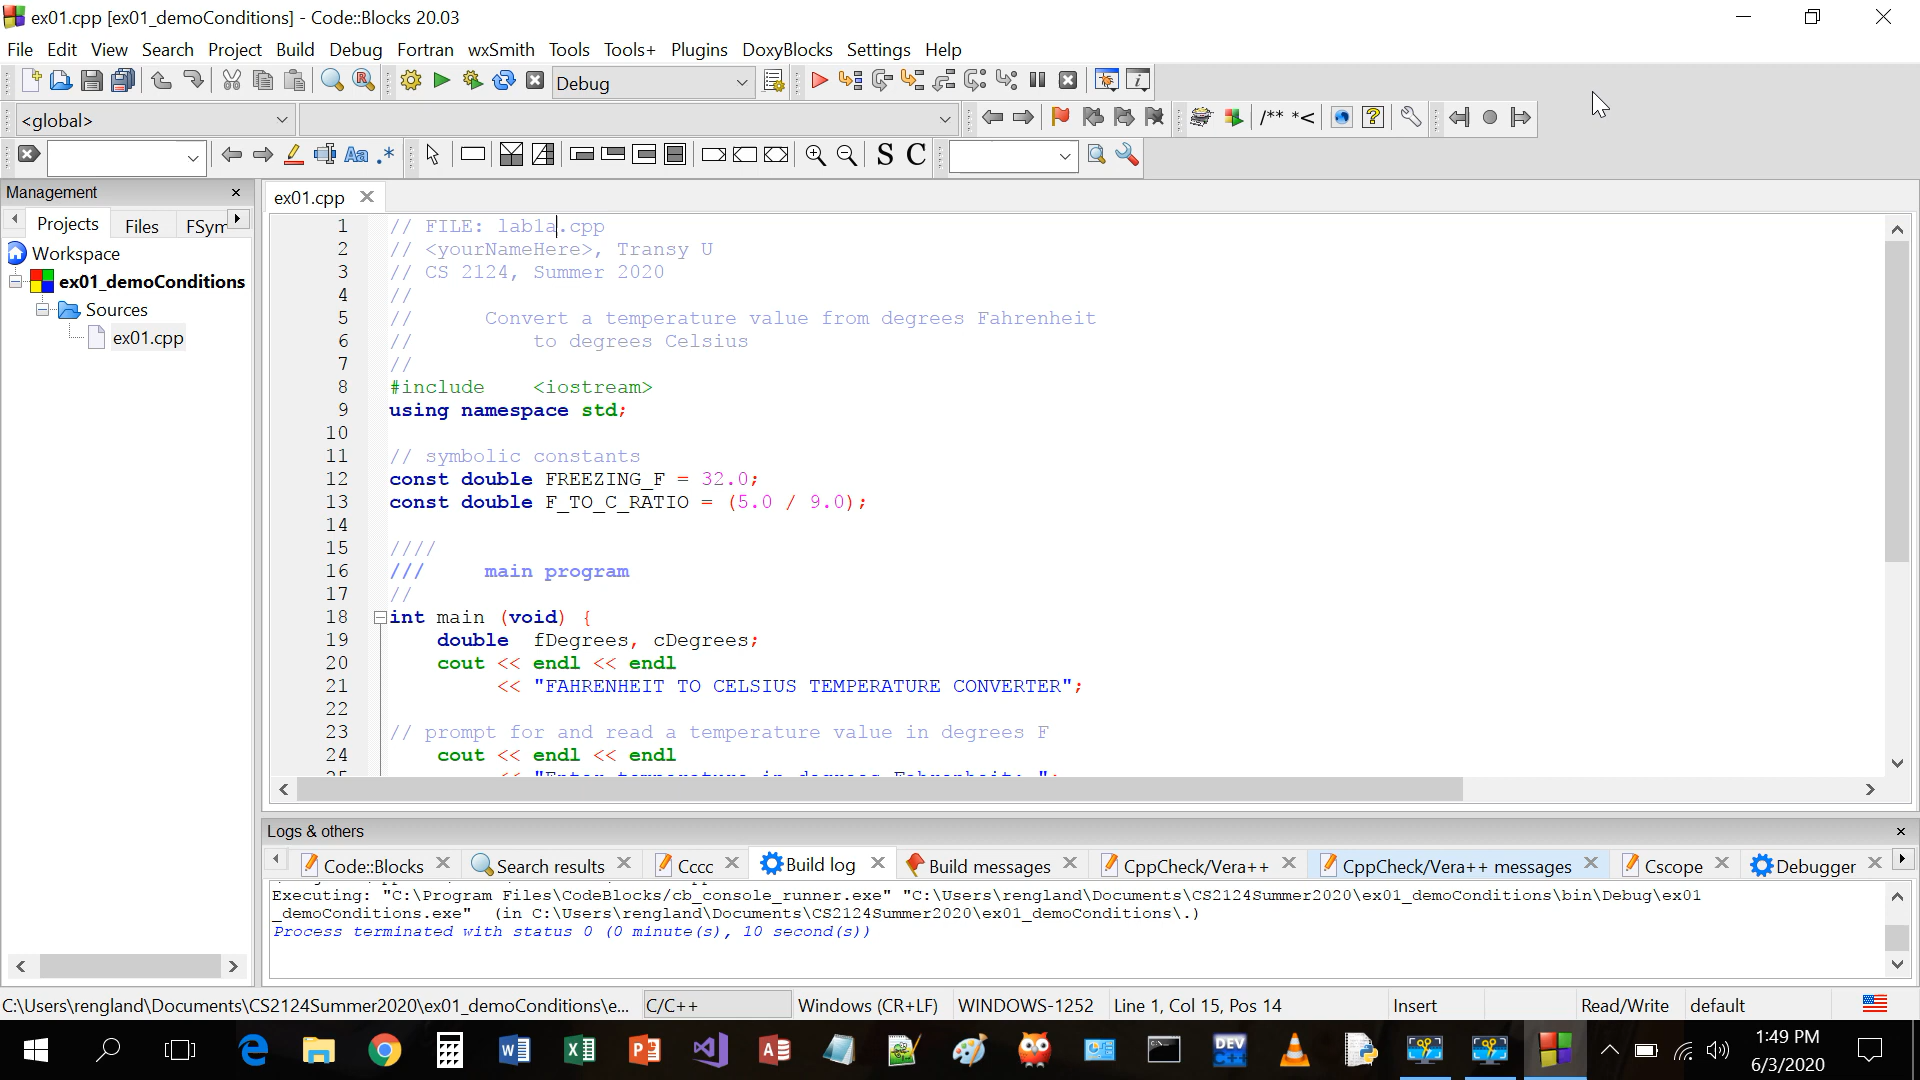 ex01.cpp [ex01_demoConditions] - Code::Blocks 20.03
File Edit View Search Project Build Debug Fortran wxSmith Tools Tools+ Plugins DoxyBlocks Settings Help
Debug
<global>
/** *<
Aa .* S C
Management
Projects Files FSym
Workspace
ex01_demoConditions
Sources
ex01.cpp
ex01.cpp
1 // FILE: lab1a.cpp
2 // <yourNameHere>, Transy U
3 // CS 2124, Summer 2020
4 //
5 // Convert a temperature value from degrees Fahrenheit
6 // to degrees Celsius
7 //
8 #include <iostream>
9 using namespace std;
10
11 // symbolic constants
12 const double FREEZING_F = 32.0;
13 const double F_TO_C_RATIO = (5.0 / 9.0);
14
15 ////
16 /// main program
17 //
18 int main (void) {
19 double fDegrees, cDegrees;
20 cout << endl << endl
21 << "FAHRENHEIT TO CELSIUS TEMPERATURE CONVERTER";
22
23 // prompt for and read a temperature value in degrees F
24 cout << endl << endl
25 << "Enter temperature in degrees Fahrenheit: ";
Logs & others
Code::Blocks Search results Cccc Build log Build messages CppCheck/Vera++ CppCheck/Vera++ messages Cscope Debugger
Executing: "C:\Program Files\CodeBlocks/cb_console_runner.exe" "C:\Users\rengland\Documents\CS2124Summer2020\ex01_demoConditions\bin\Debug\ex01
_demoConditions.exe" (in C:\Users\rengland\Documents\CS2124Summer2020\ex01_demoConditions\.)
Process terminated with status 0 (0 minute(s), 10 second(s))
C:\Users\rengland\Documents\CS2124Summer2020\ex01_demoConditions\e... C/C++ Windows (CR+LF) WINDOWS-1252 Line 1, Col 15, Pos 14 Insert Read/Write default
DEV
1:49 PM
6/3/2020